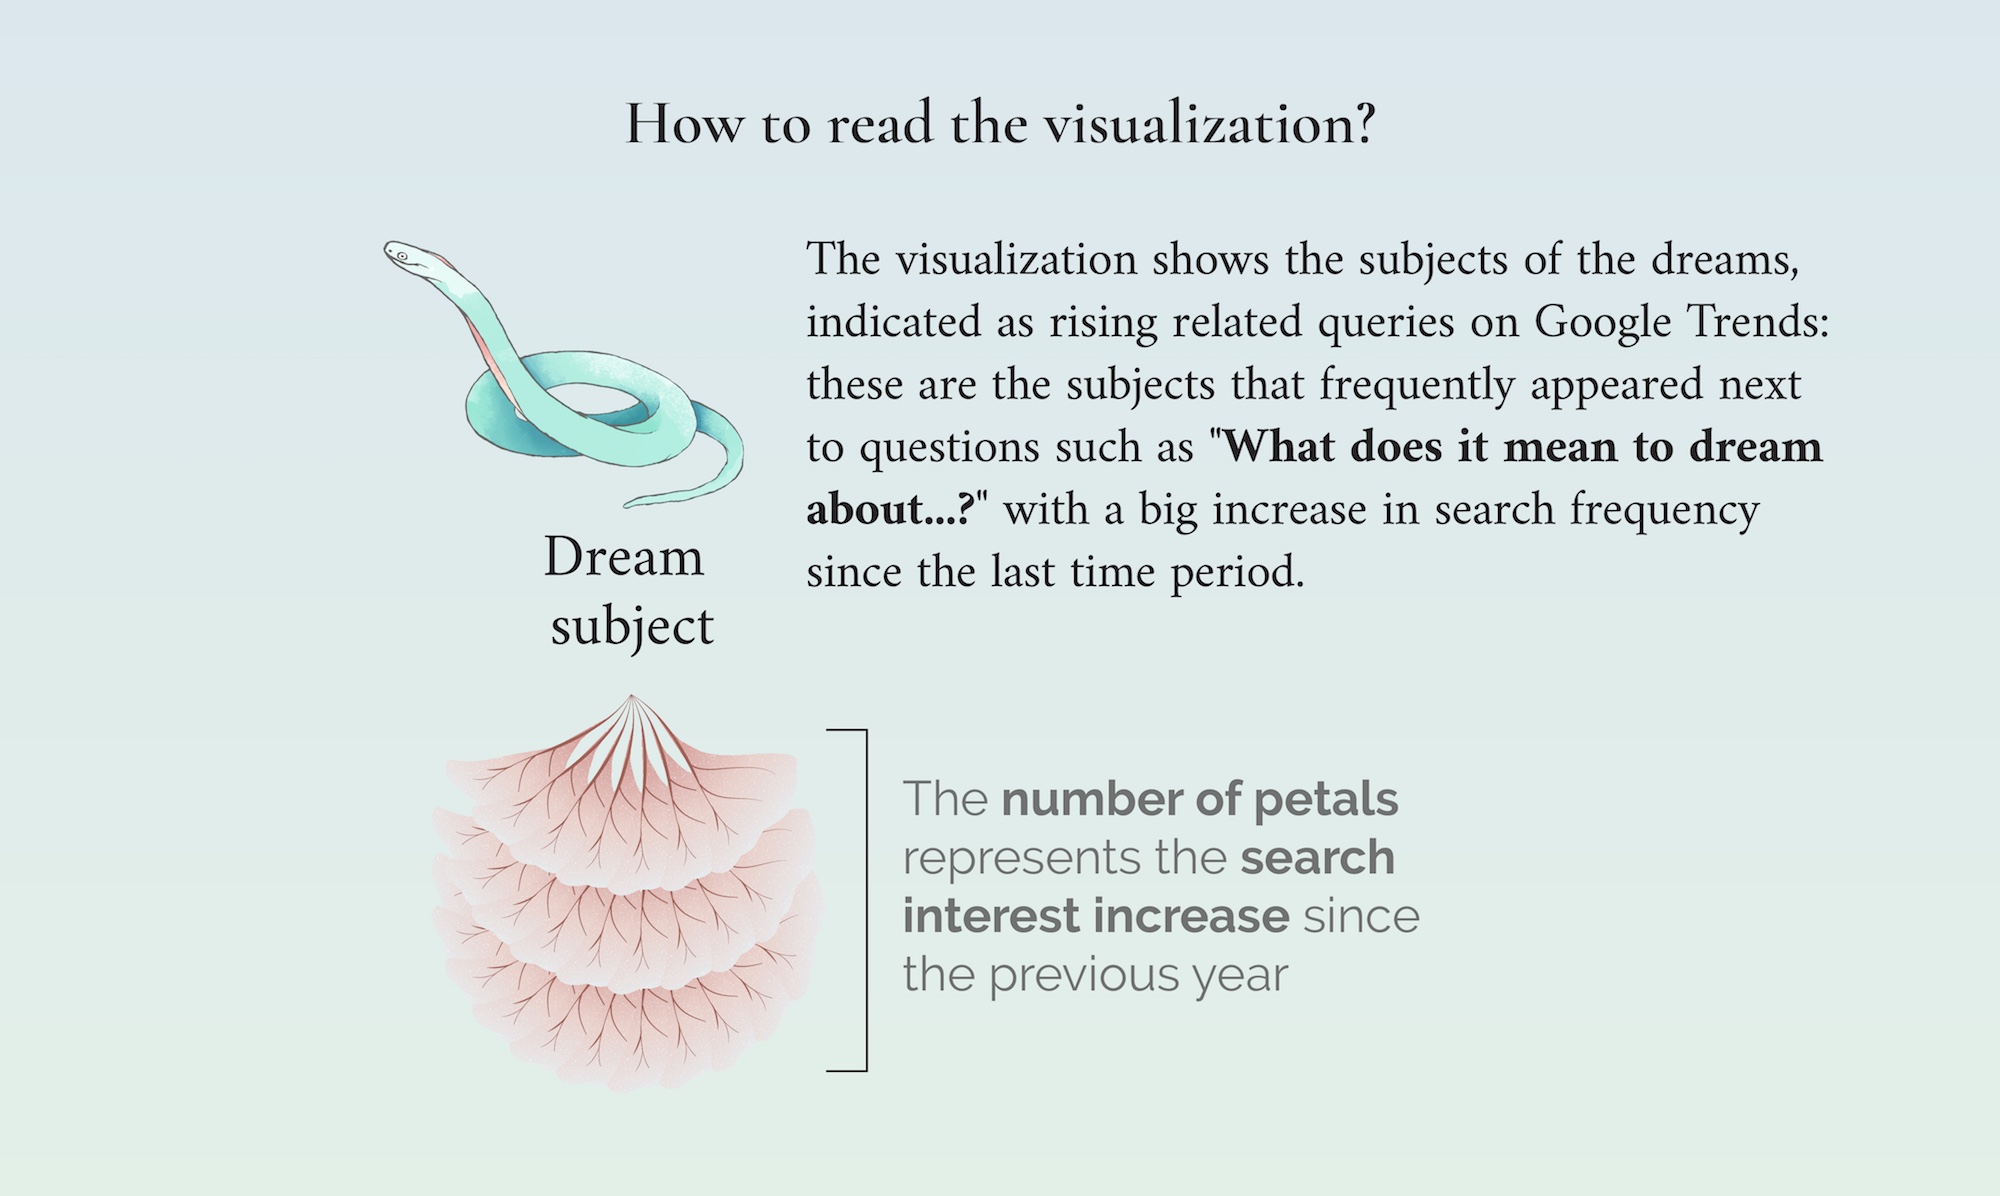 How to read the visualization?
The visualization shows the subjects of the dreams,
indicated as rising related queries on Google Trends:
these are the subjects that frequently appeared next
to questions such as "What does it mean to dream
about...?" with a big increase in search frequency
since the last time period.
Dream
subject
The number of petals
represents the search
interest increase since
the previous year